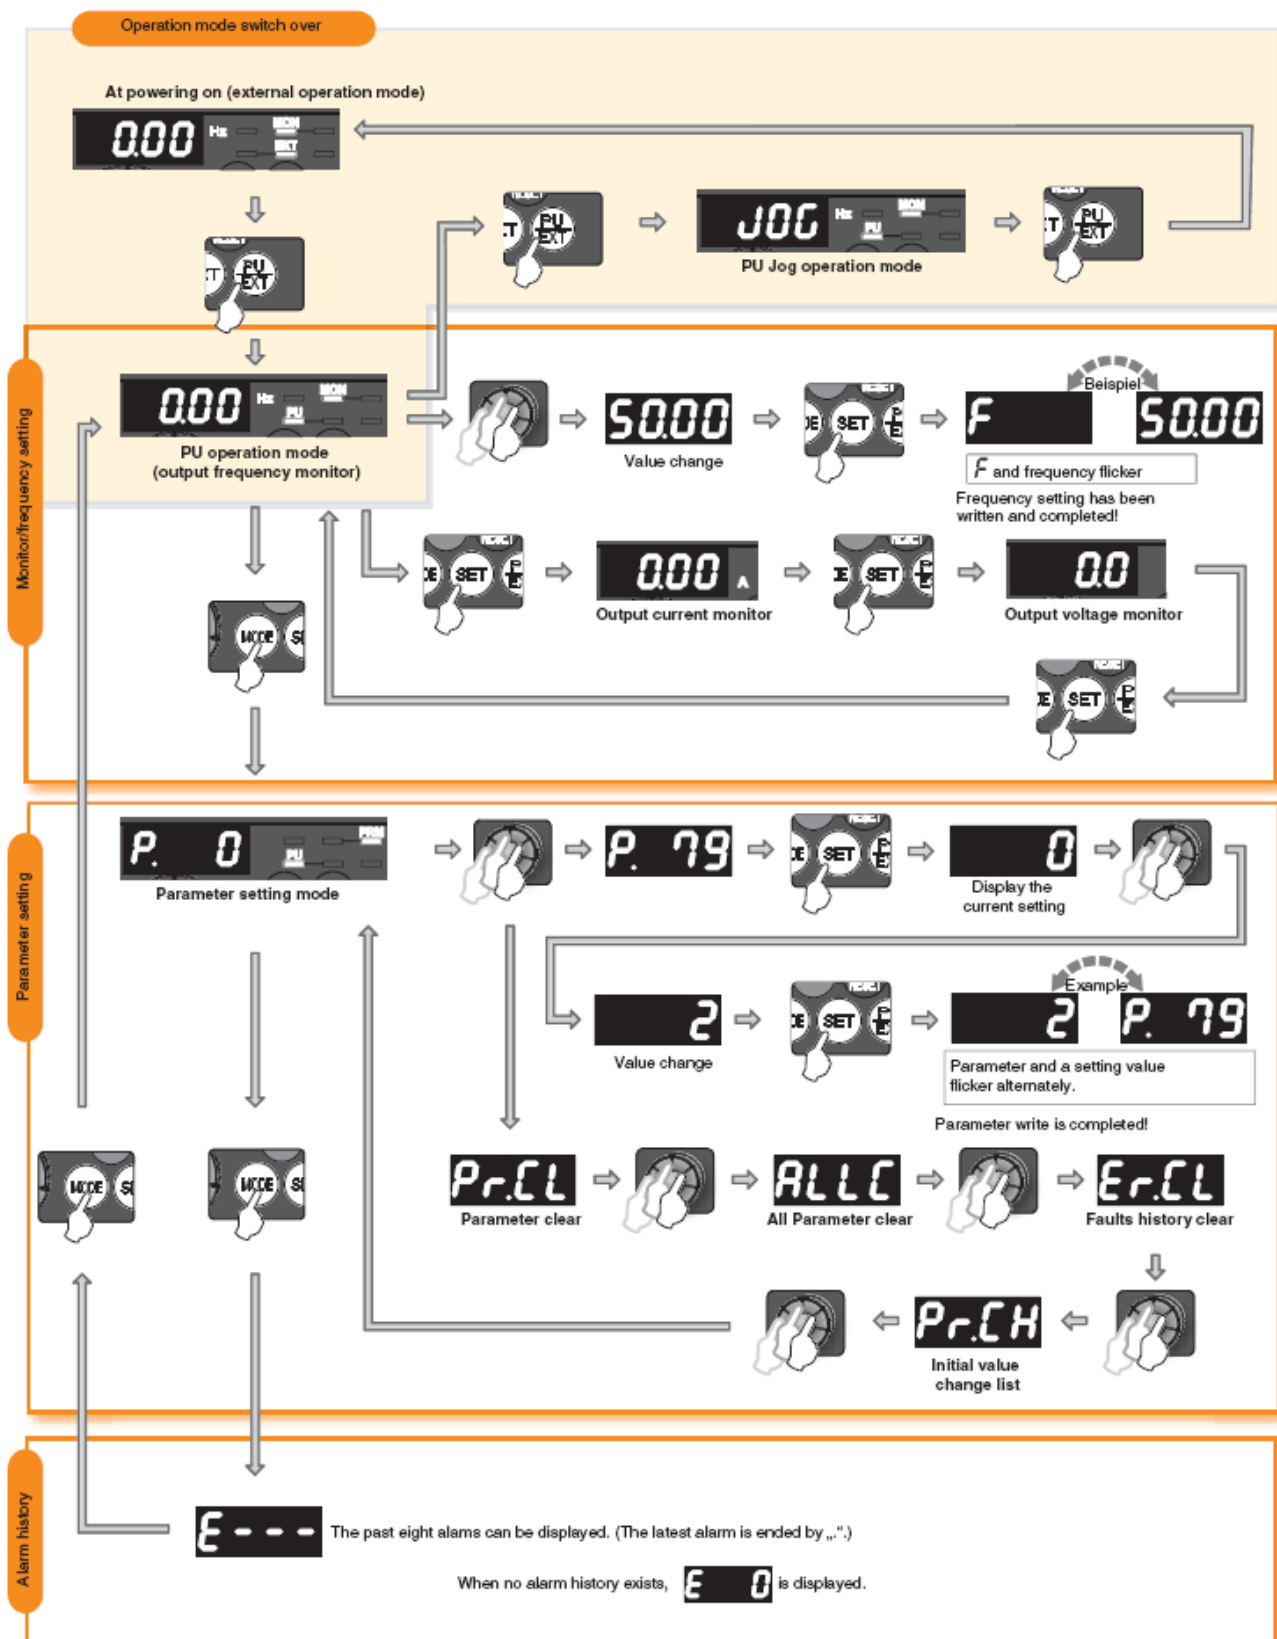 Operation mode switch over
At powering on (external operation mode)
0.00 Hz MON
EXT
PU
EXT
PU
EXT
JOG Hz MON
PU
PU Jog operation mode
PU
EXT
Monitor/frequency setting
0.00 Hz MON
PU
PU operation mode
(output frequency monitor)
50.00
Value change
SET
F
Beispiel
50.00
F and frequency flicker
Frequency setting has been
written and completed!
SET
0.00 A
Output current monitor
SET
0.0
Output voltage monitor
MODE
SET
Parameter setting
P. 0 PRM
PU
Parameter setting mode
P. 79
SET
0
Display the
current setting
2
Value change
SET
Example
2
P. 79
Parameter and a setting value
flicker alternately.
Parameter write is completed!
MODE
MODE
Pr.CL
Parameter clear
ALLC
All Parameter clear
Er.CL
Faults history clear
Pr.CH
Initial value
change list
Alarm history
E---
The past eight alams can be displayed. (The latest alarm is ended by „.“.)
When no alarm history exists, E 0 is displayed.